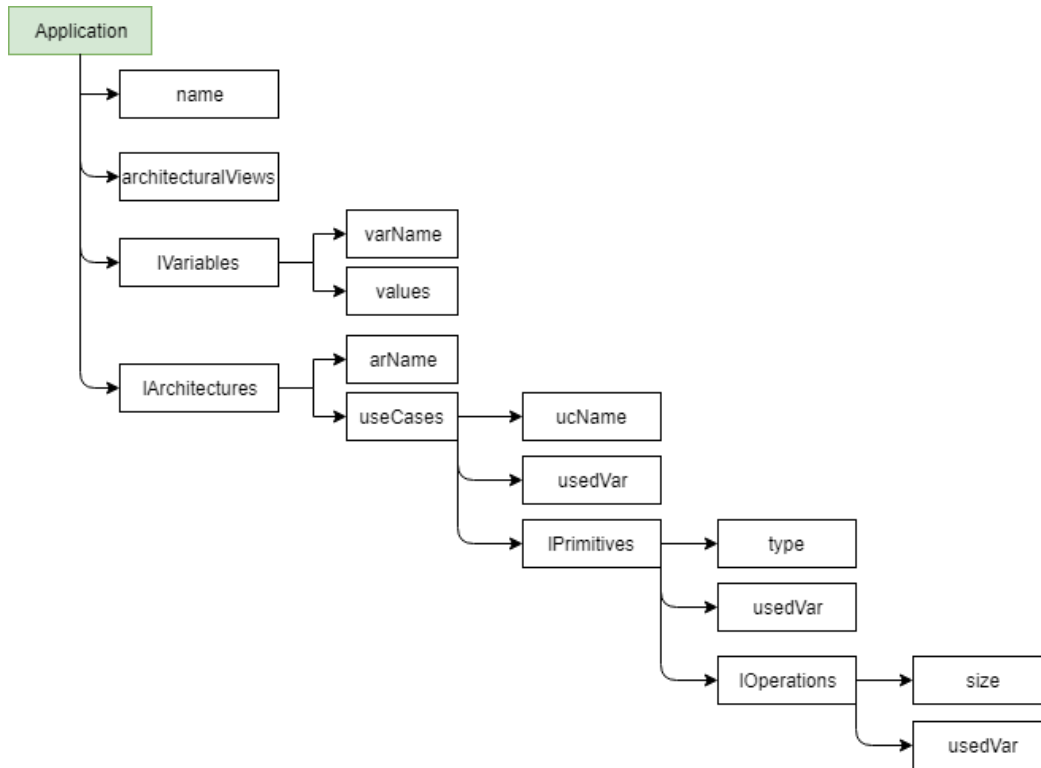 Application
name
architecturalViews
lVariables
varName
values
lArchitectures
arName
useCases
ucName
usedVar
lPrimitives
type
usedVar
lOperations
size
usedVar